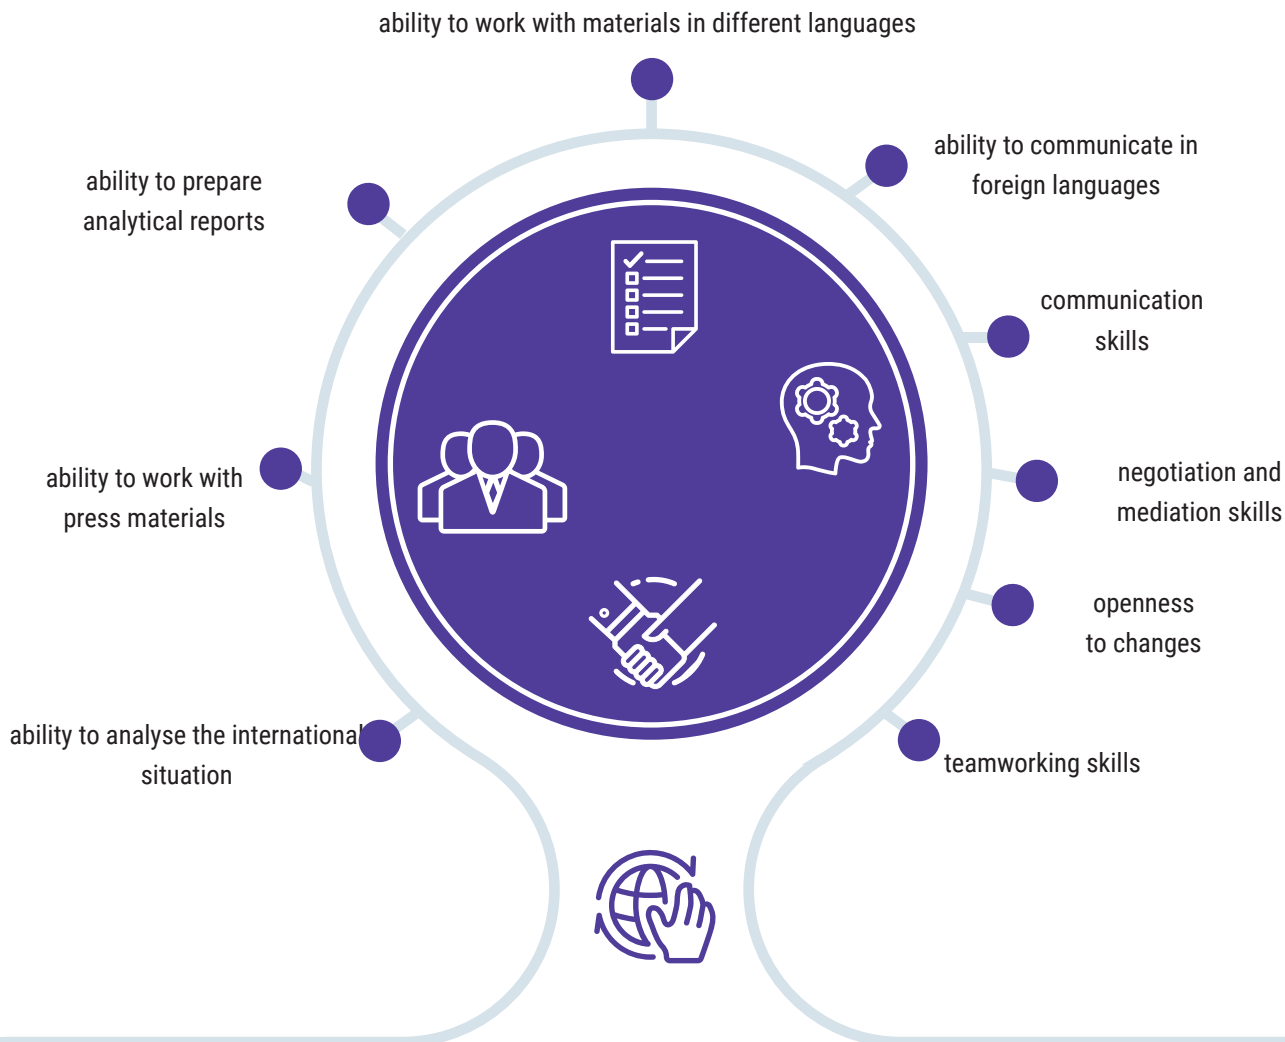 ability to work with materials in different languages
ability to communicate in
foreign languages
ability to prepare
analytical reports
communication
skills
ability to work with
press materials
negotiation and
mediation skills
openness
to changes
ability to analyse the international
situation
teamworking skills